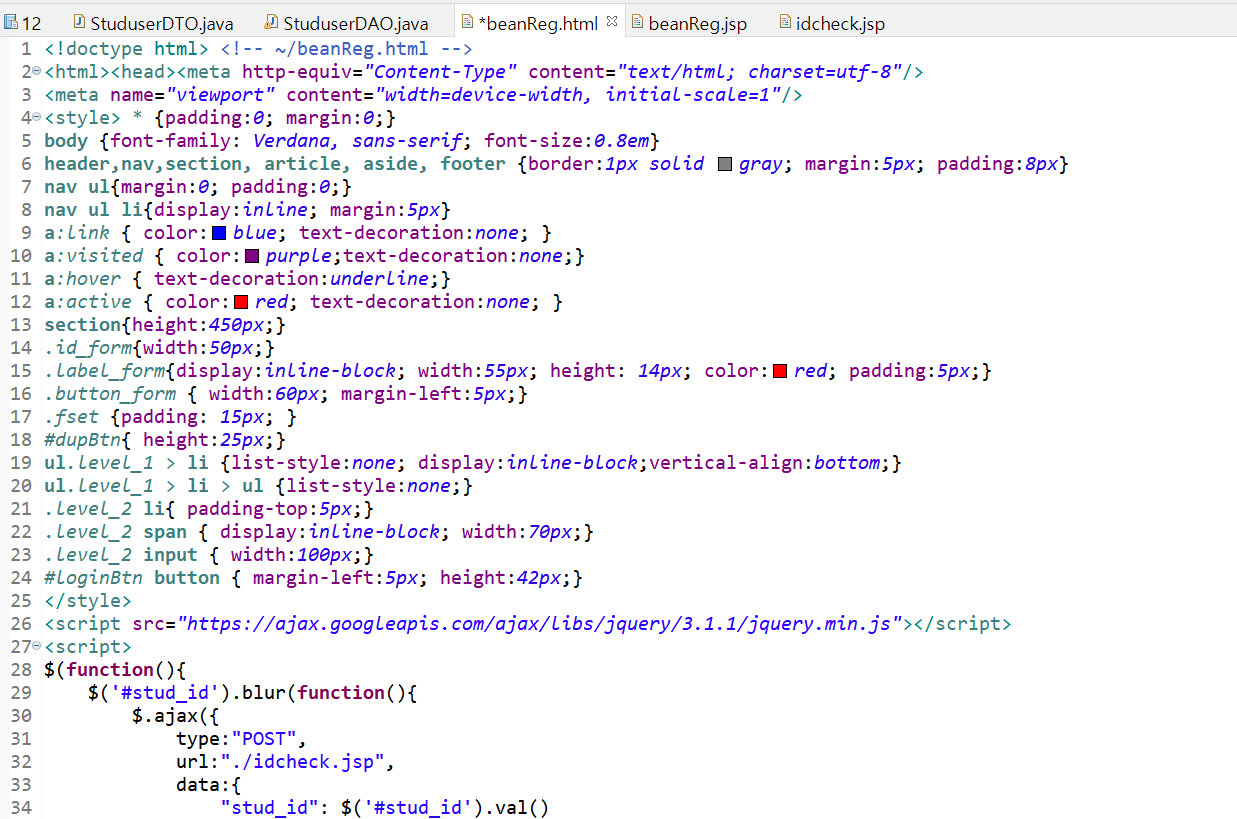 12 StuduserDTO.java StuduserDAO.java *beanReg.html beanReg.jsp idcheck.jsp
1 <!doctype html> <!-- ~/beanReg.html -->
2 <html><head><meta http-equiv="Content-Type" content="text/html; charset=utf-8"/>
3 <meta name="viewport" content="width=device-width, initial-scale=1"/>
4 <style> * {padding:0; margin:0;}
5 body {font-family: Verdana, sans-serif; font-size:0.8em}
6 header,nav,section, article, aside, footer {border:1px solid gray; margin:5px; padding:8px}
7 nav ul{margin:0; padding:0;}
8 nav ul li{display:inline; margin:5px}
9 a:link { color:blue; text-decoration:none; }
10 a:visited { color:purple;text-decoration:none;}
11 a:hover { text-decoration:underline;}
12 a:active { color:red; text-decoration:none; }
13 section{height:450px;}
14 .id_form{width:50px;}
15 .label_form{display:inline-block; width:55px; height: 14px; color:red; padding:5px;}
16 .button_form { width:60px; margin-left:5px;}
17 .fset {padding: 15px; }
18 #dupBtn{ height:25px;}
19 ul.level_1 > li {list-style:none; display:inline-block;vertical-align:bottom;}
20 ul.level_1 > li > ul {list-style:none;}
21 .level_2 li{ padding-top:5px;}
22 .level_2 span { display:inline-block; width:70px;}
23 .level_2 input { width:100px;}
24 #loginBtn button { margin-left:5px; height:42px;}
25 </style>
26 <script src="https://ajax.googleapis.com/ajax/libs/jquery/3.1.1/jquery.min.js"></script>
27 <script>
28 $(function(){
29 $('#stud_id').blur(function(){
30 $.ajax({
31 type:"POST",
32 url:"./idcheck.jsp",
33 data:{
34 "stud_id": $('#stud_id').val()